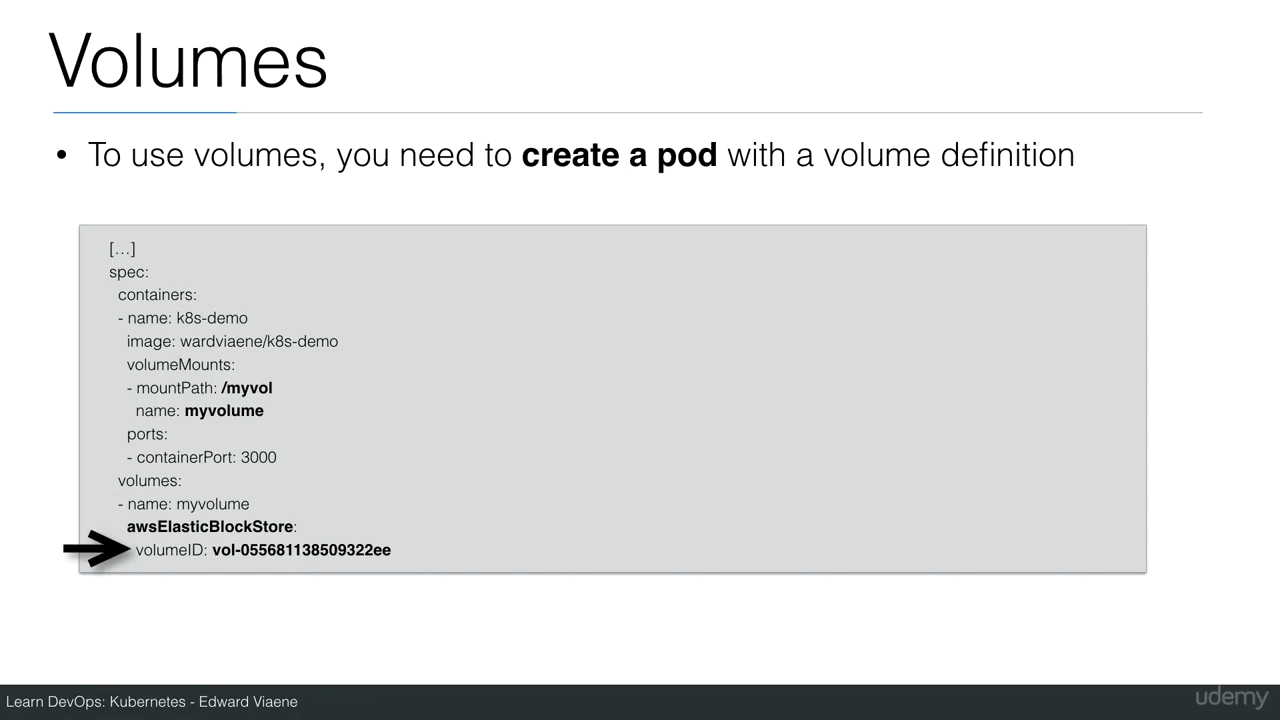 Volumes
• To use volumes, you need to create a pod with a volume definition
[…]
spec:
containers:
- name: k8s-demo
image: wardviaene/k8s-demo
volumeMounts:
- mountPath: /myvol
name: myvolume
ports:
- containerPort: 3000
volumes:
- name: myvolume
awsElasticBlockStore:
volumeID: vol-055681138509322ee
Learn DevOps: Kubernetes - Edward Viaene
udemy